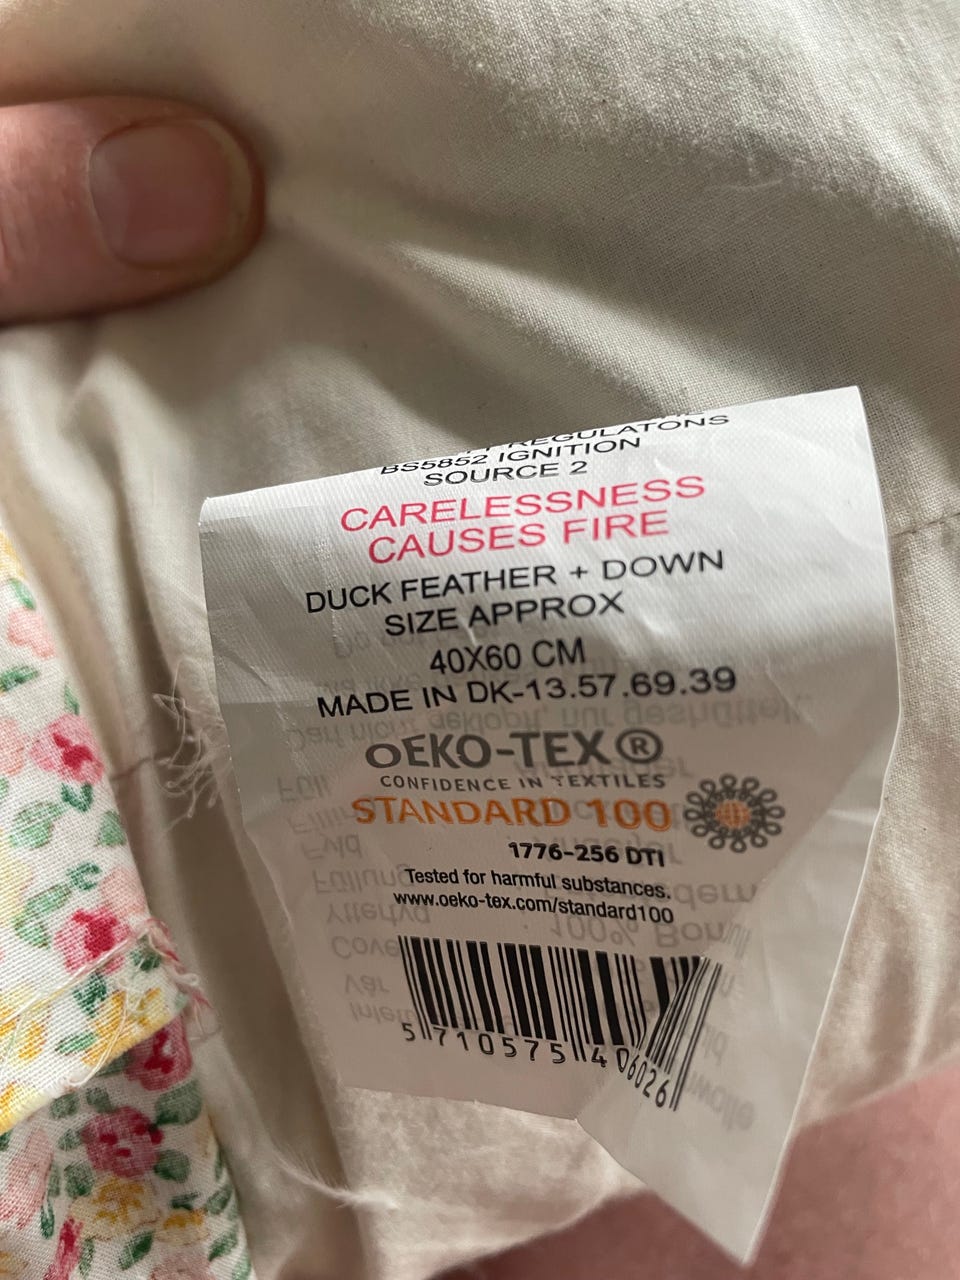 REGULATONS
BS5852 IGNITION
SOURCE 2
CARELESSNESS
CAUSES FIRE
DUCK FEATHER + DOWN
SIZE APPROX
40X60 CM
MADE IN DK-13.57.69.39
OEKO-TEX®
CONFIDENCE IN TEXTILES
STANDARD 100
1776-256 DTI
Tested for harmful substances.
www.oeko-tex.com/standard100
5 710575 406026